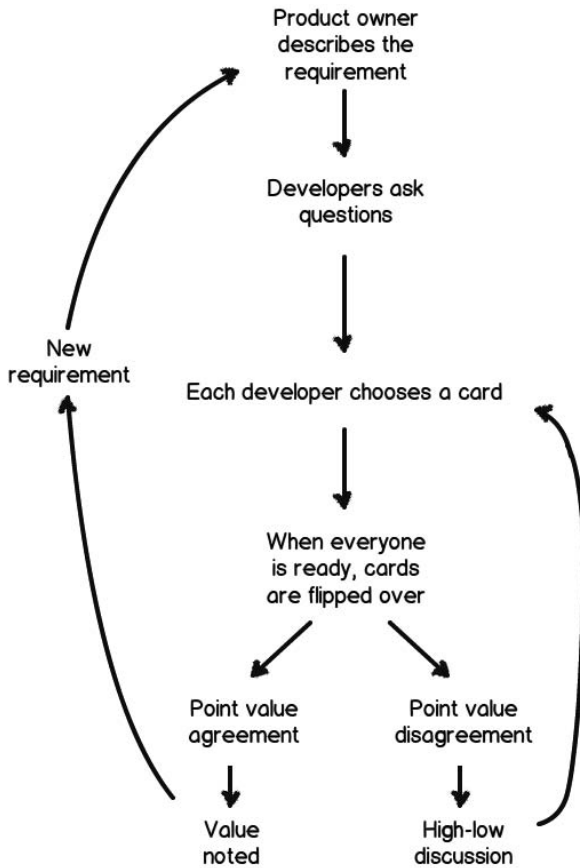 Product owner
describes the
requirement
Developers ask
questions
New
requirement
Each developer chooses a card
When everyone
is ready, cards
are flipped over
Point value
agreement
Point value
disagreement
Value
noted
High-low
discussion